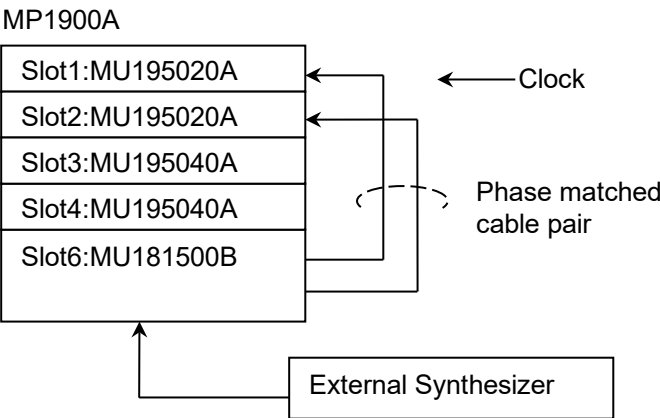 MP1900A
Slot1:MU195020A
Clock
Slot2:MU195020A
Slot3:MU195040A
Slot4:MU195040A
Phase matched
cable pair
Slot6:MU181500B
External Synthesizer